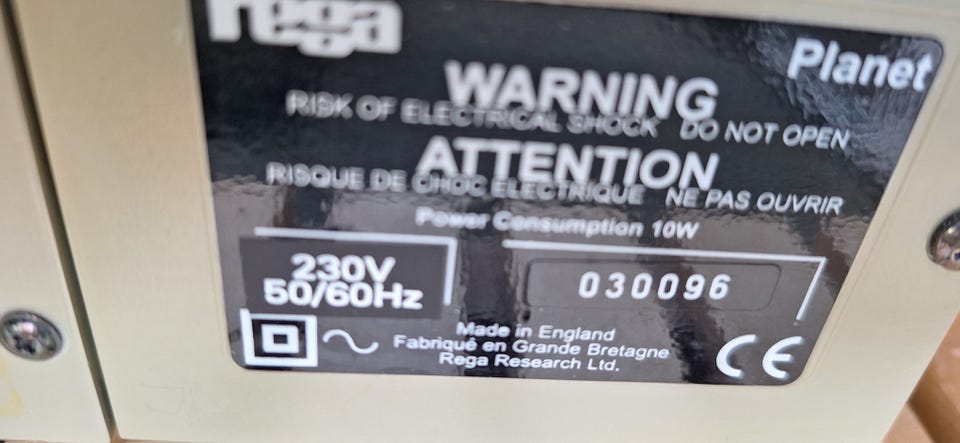 rega
Planet
WARNING
RISK OF ELECTRICAL SHOCK DO NOT OPEN
ATTENTION
RISQUE DE CHOC ELECTRIQUE NE PAS OUVRIR
Power Consumption 10W
230V
50/60Hz
030096
Made in England
Fabriqué en Grande Bretagne
Rega Research Ltd.
CE